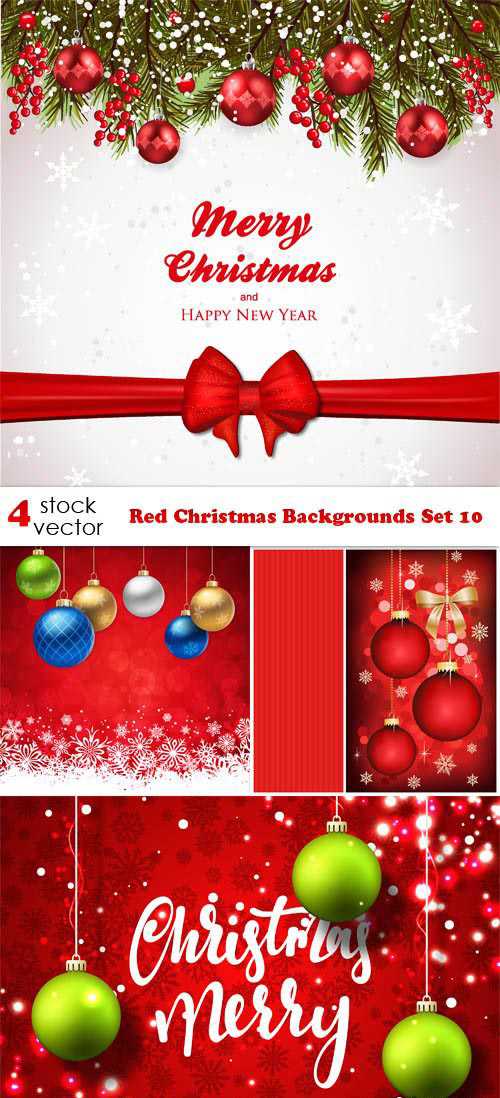 Merry
Christmas
and
HAPPY NEW YEAR
4 stock
vector
Red Christmas Backgrounds Set 10
Christmas
Merry